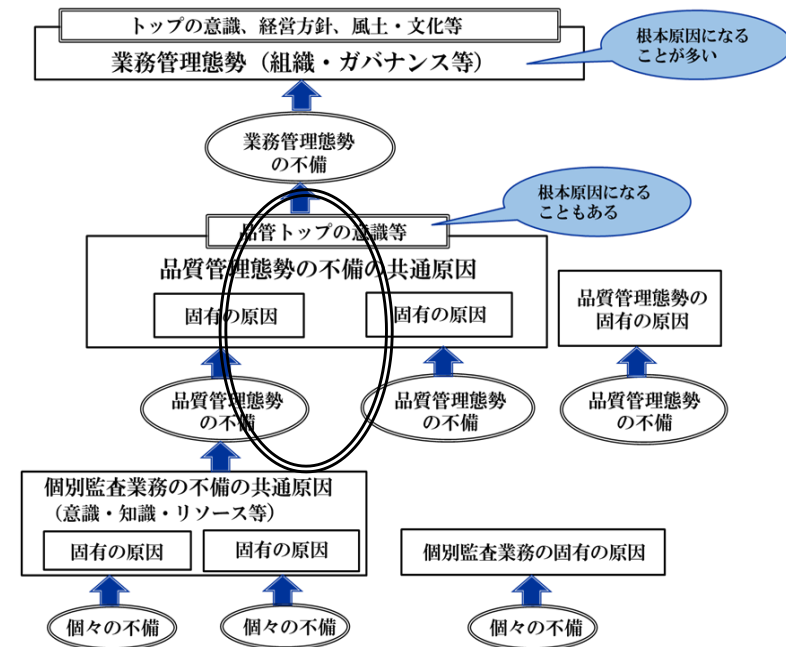 トップの意識、経営方針、風土・文化等
業務管理態勢（組織・ガバナンス等）
根本原因になる
ことが多い
業務管理態勢
の不備
根本原因になる
こともある
品管トップの意識等
品質管理態勢の不備の共通原因
固有の原因
固有の原因
品質管理態勢の
固有の原因
品質管理態勢
の不備
品質管理態勢
の不備
品質管理態勢
の不備
個別監査業務の不備の共通原因
（意識・知識・リソース等）
固有の原因
固有の原因
個別監査業務の固有の原因
個々の不備
個々の不備
個々の不備